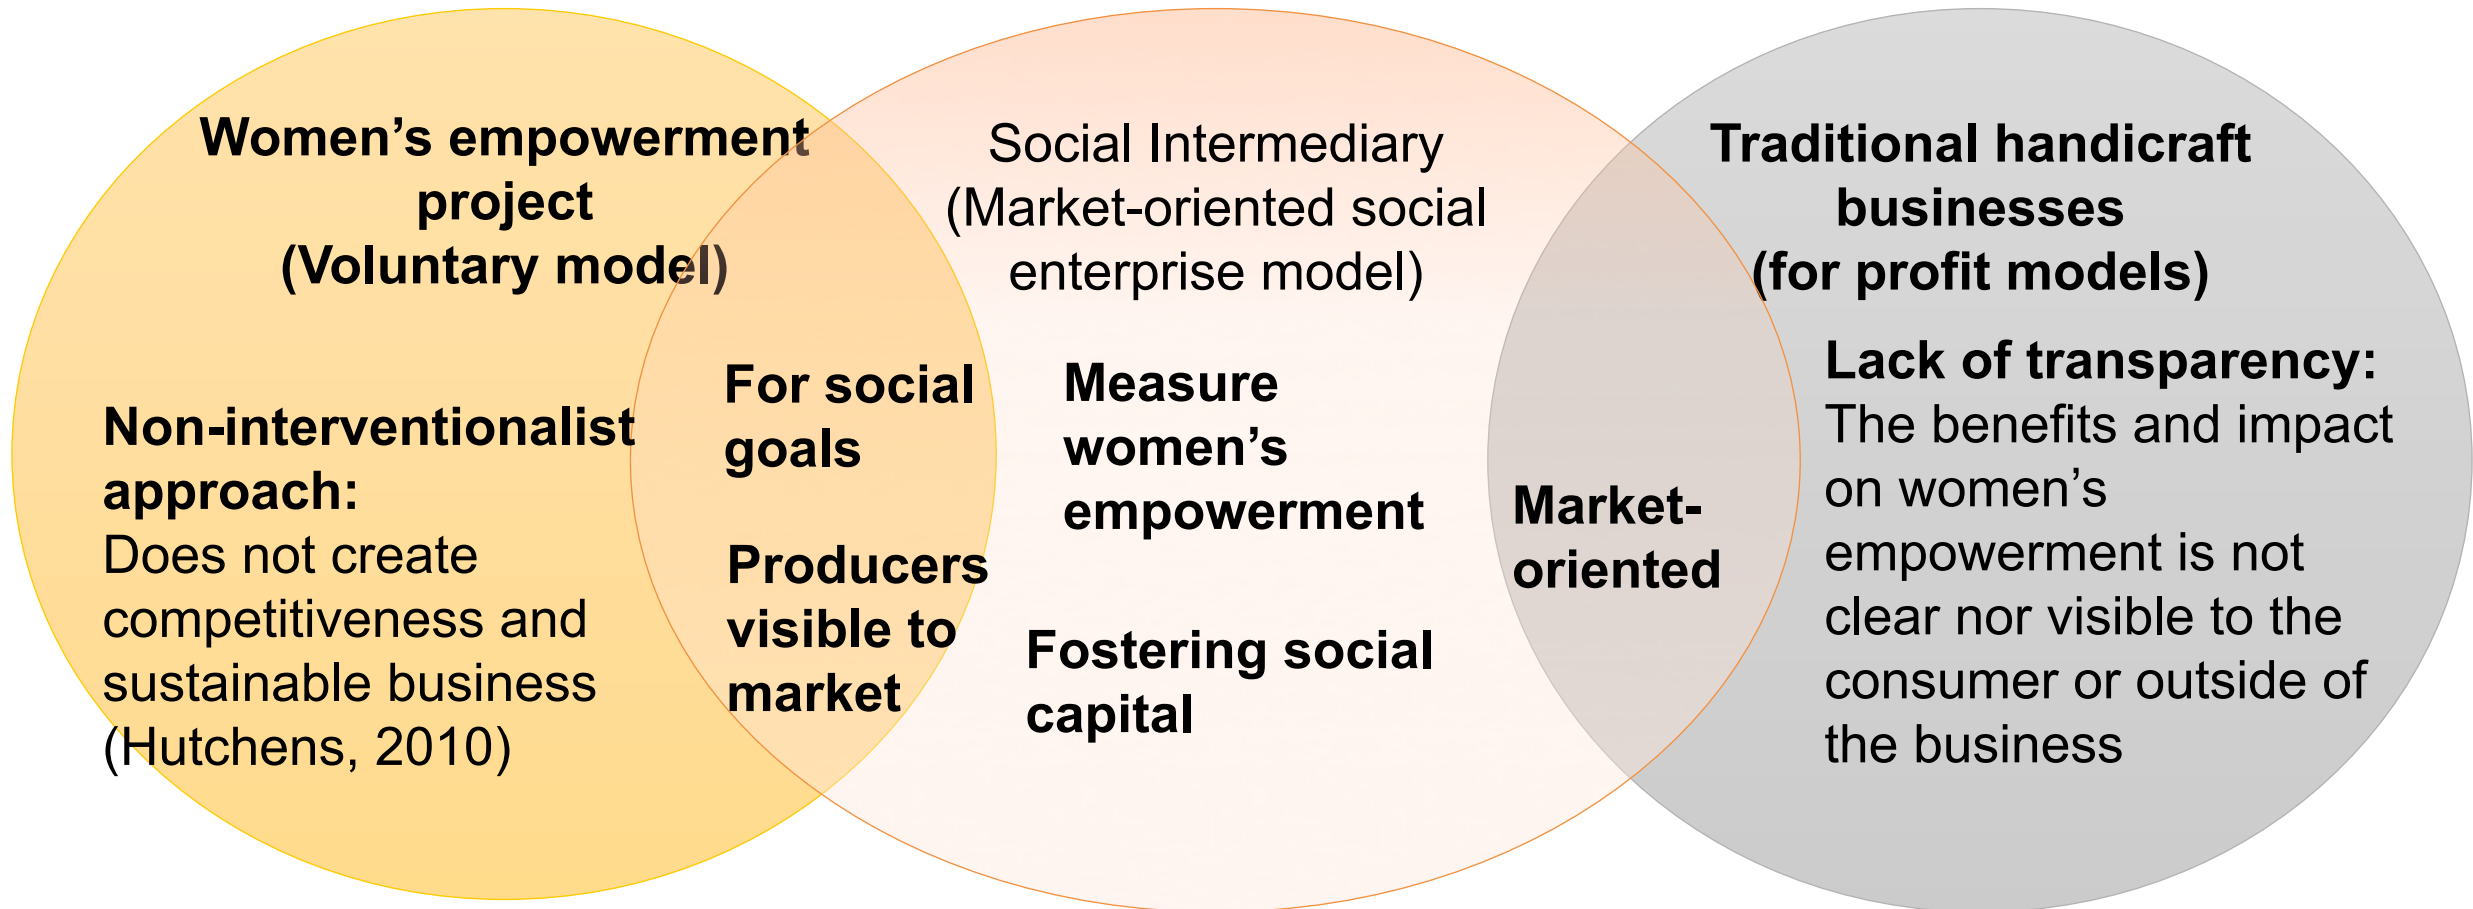 Women’s empowerment
project
(Voluntary model)
Non-interventionalist
approach:
Does not create
competitiveness and
sustainable business
(Hutchens, 2010)
For social
goals
Producers
visible to
market
Social Intermediary
(Market-oriented social
enterprise model)
Measure
women’s
empowerment
Fostering social
capital
Market-
oriented
Traditional handicraft
businesses
(for profit models)
Lack of transparency:
The benefits and impact
on women’s
empowerment is not
clear nor visible to the
consumer or outside of
the business